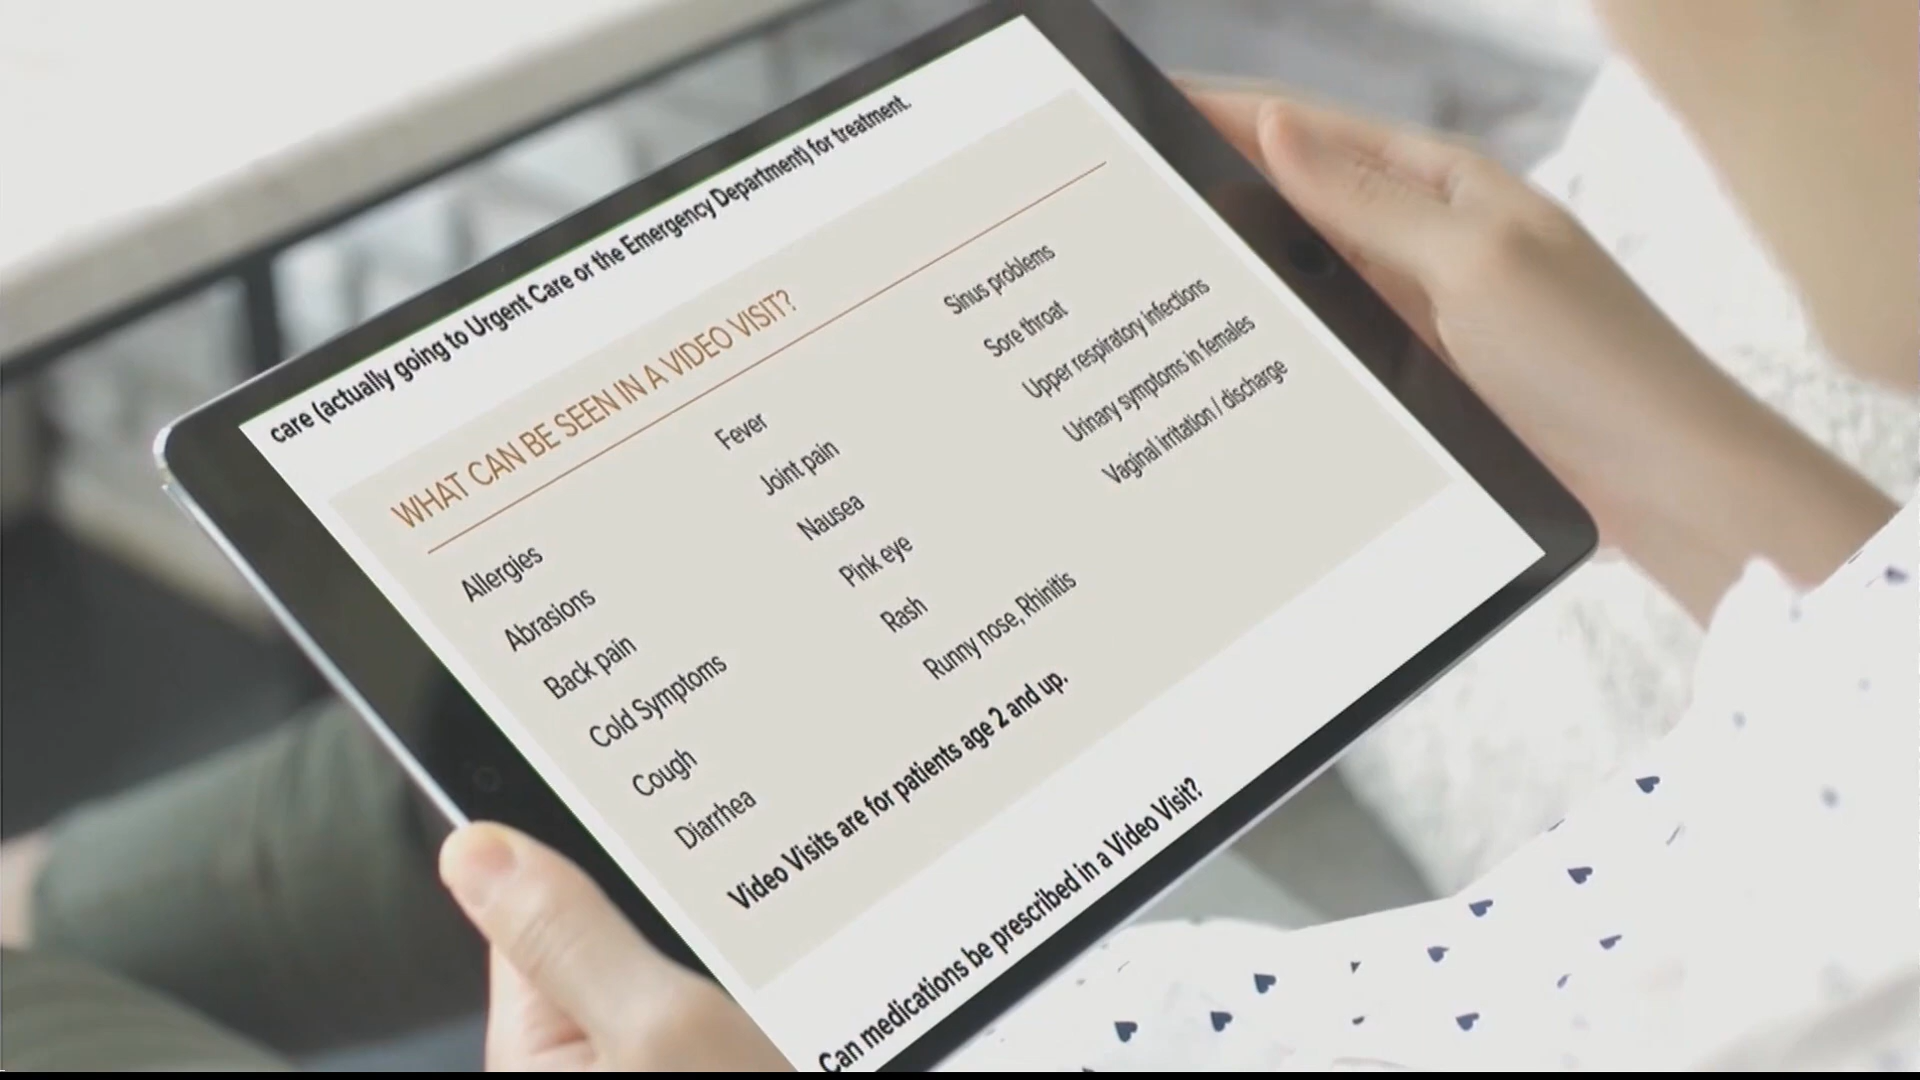 care (actually going to Urgent Care or the Emergency Department) for treatment.
WHAT CAN BE SEEN IN A VIDEO VISIT?
Allergies
Abrasions
Back pain
Cold Symptoms
Cough
Diarrhea
Fever
Joint pain
Nausea
Pink eye
Rash
Runny nose, Rhinitis
Sinus problems
Sore throat
Upper respiratory infections
Urinary symptoms in females
Vaginal irritation / discharge
Video Visits are for patients age 2 and up.
Can medications be prescribed in a Video Visit?